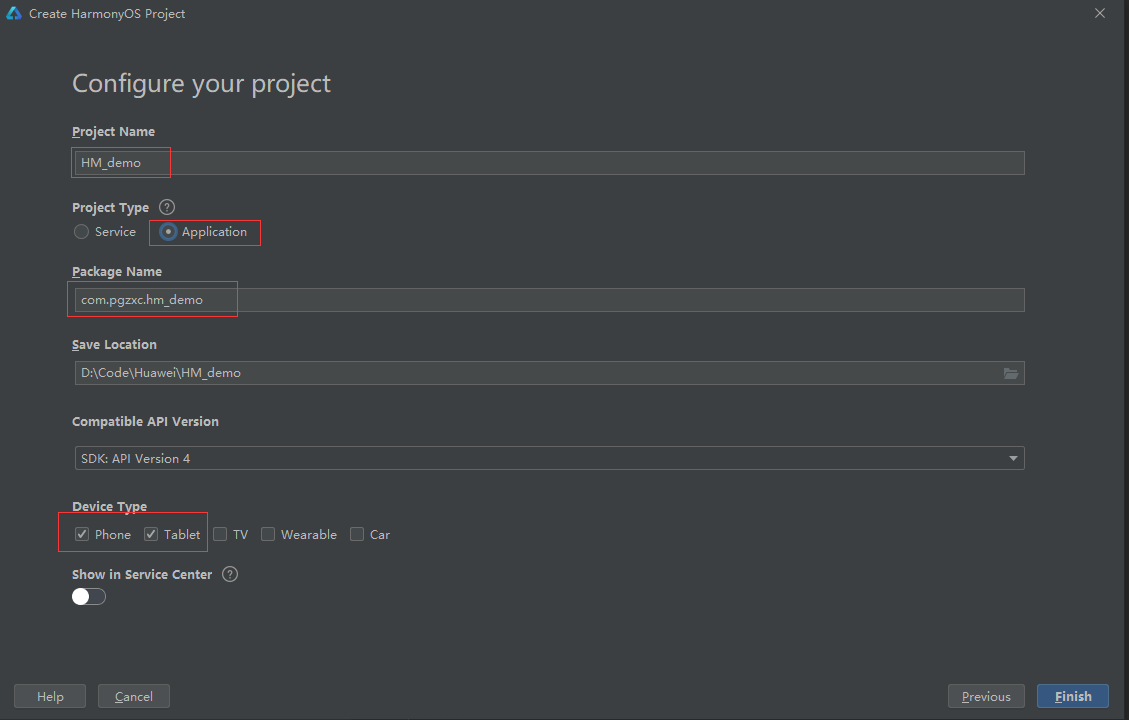 Create HarmonyOS Project
Configure your project
Project Name
HM_demo
Project Type ?
Service Application
Package Name
com.pgzxc.hm_demo
Save Location
D:\Code\Huawei\HM_demo
Compatible API Version
SDK: API Version 4
Device Type
Phone Tablet TV Wearable Car
Show in Service Center ?
Help Cancel Previous Finish